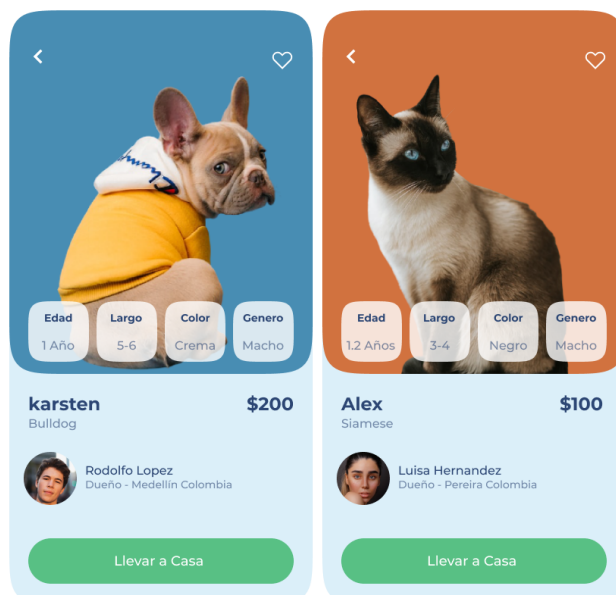 Champion
Edad
1 Año
Largo
5-6
Color
Crema
Genero
Macho
karsten
$200
Bulldog
Rodolfo Lopez
Dueño - Medellín Colombia
Llevar a Casa
Edad
1.2 Años
Largo
3-4
Color
Negro
Genero
Macho
Alex
$100
Siamese
Luisa Hernandez
Dueño - Pereira Colombia
Llevar a Casa